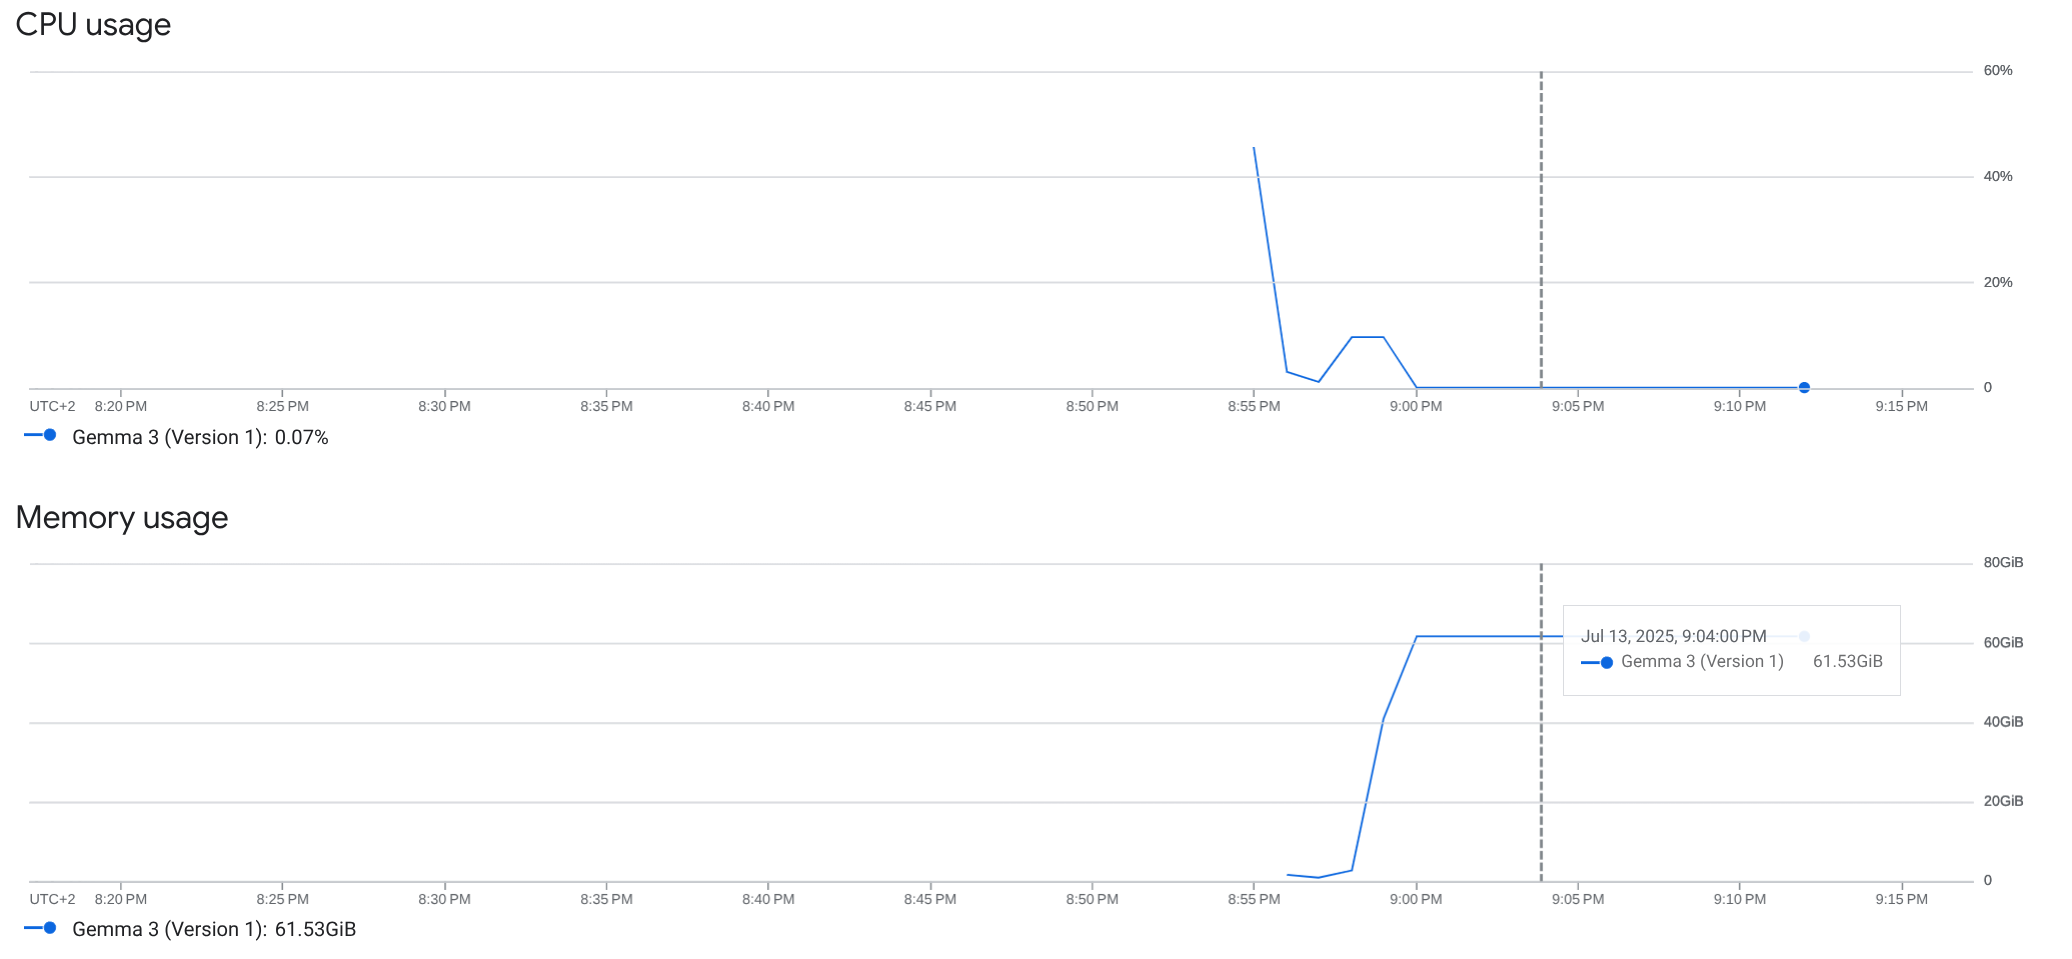 CPU usage
60%
40%
20%
0
UTC+2 8:20 PM 8:25 PM 8:30 PM 8:35 PM 8:40 PM 8:45 PM 8:50 PM 8:55 PM 9:00 PM 9:05 PM 9:10 PM 9:15 PM
Gemma 3 (Version 1): 0.07%
Memory usage
80GiB
Jul 13, 2025, 9:04:00 PM
60GiB
Gemma 3 (Version 1) 61.53GiB
40GiB
20GiB
0
UTC+2 8:20 PM 8:25 PM 8:30 PM 8:35 PM 8:40 PM 8:45 PM 8:50 PM 8:55 PM 9:00 PM 9:05 PM 9:10 PM 9:15 PM
Gemma 3 (Version 1): 61.53GiB